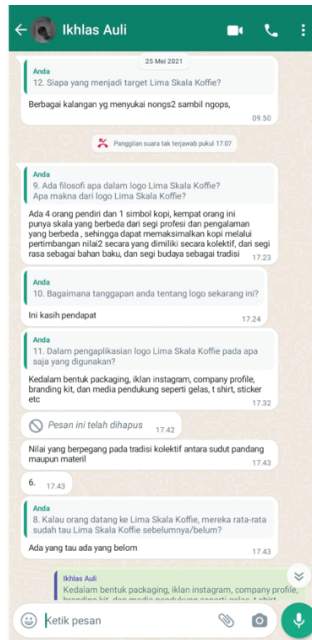 Ikhlas Auli
25 Mei 2021
Anda
12. Siapa yang menjadi target Lima Skala Koffie?
Berbagai kalangan yg menyukai nongs2 sambil ngops,
09.50
Panggilan suara tak terjawab pukul 17.07
Anda
9. Ada filosofi apa dalam logo Lima Skala Koffie?
Apa makna dari logo Lima Skala Koffie?
Ada 4 orang pendiri dan 1 simbol kopi, kempat orang ini
punya skala yang berbeda dari segi profesi dan pengalaman
yang berbeda , sehingga dapat memaksimalkan kopi melalui
pertimbangan nilai2 secara yang dimiliki secara kolektif, dari segi
rasa sebagai bahan baku, dan segi budaya sebagai tradisi
17.23
Anda
10. Bagaimana tanggapan anda tentang logo sekarang ini?
Ini kasih pendapat
17.24
Anda
11. Dalam pengaplikasian logo Lima Skala Koffie pada apa
saja yang digunakan?
Kedalam bentuk packaging, iklan instagram, company profile,
branding kit, dan media pendukung seperti gelas, t shirt, sticker
etc
17.32
Pesan ini telah dihapus
17.42
Nilai yang berpegang pada tradisi kolektif antara sudut pandang
maupun materil
17.43
6.
17.43
Anda
8. Kalau orang datang ke Lima Skala Koffie, mereka rata-rata
sudah tau Lima Skala Koffie sebelumnya/belum?
Ada yang tau ada yang belom
17.43
Ikhlas Auli
Kedalam bentuk packaging, iklan instagram, company profile,
branding kit, dan media pendukung seperti gelas, t shirt
Ketik pesan